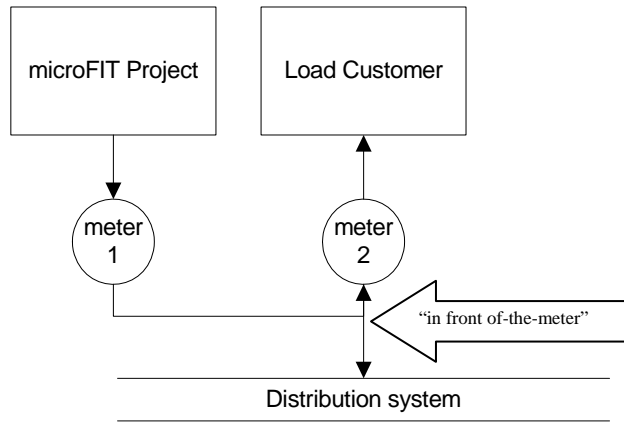 microFIT Project
Load Customer
meter
1
meter
2
“in front of-the-meter”
Distribution system